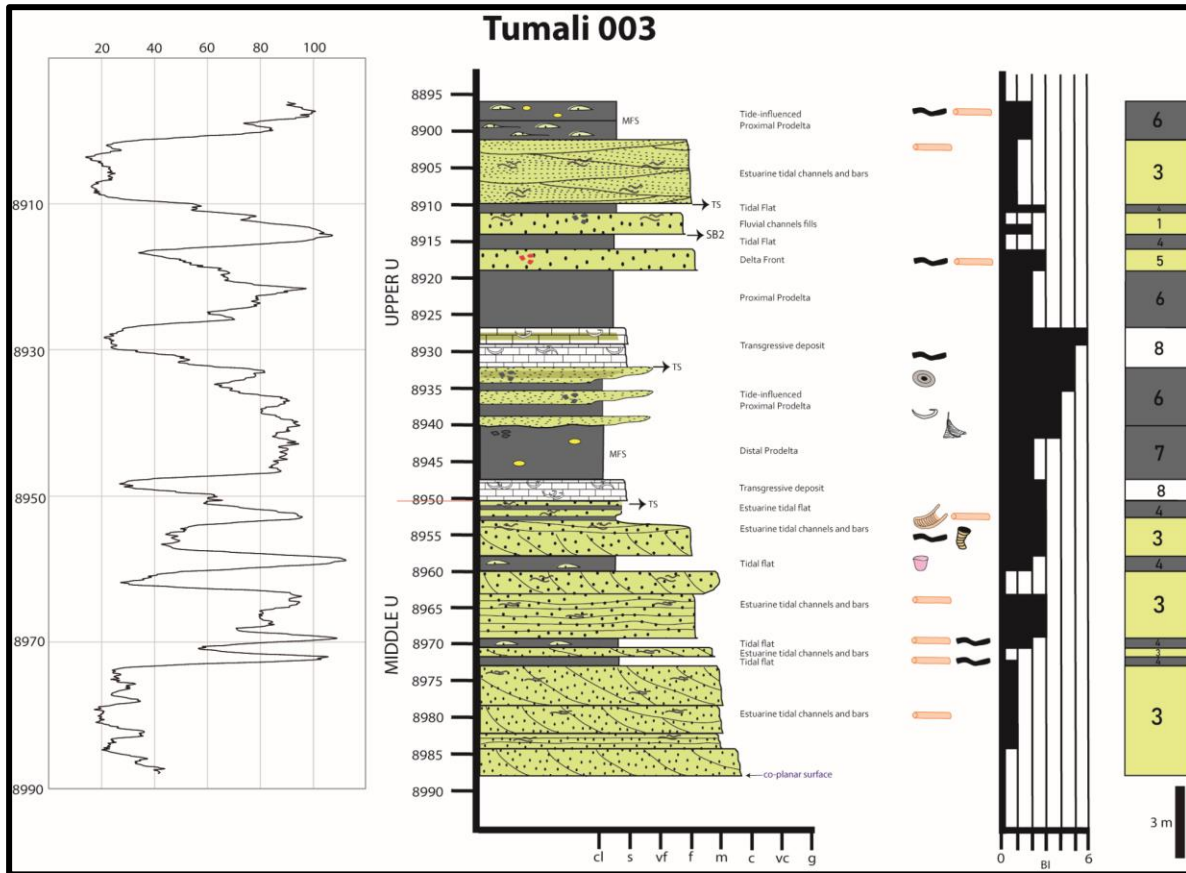 Tumali 003
20 40 60 80 100
8910
8930
8950
8970
8990
UPPER U
MIDDLE U
8895
8900
8905
8910
8915
8920
8925
8930
8935
8940
8945
8950
8955
8960
8965
8970
8975
8980
8985
8990
MFS
TS
SB2
TS
MFS
TS
co-planar surface
cl s vf f m c vc g
Tide-influenced
Proximal Prodelta
Estuarine tidal channels and bars
Tidal Flat
Fluvial channels fills
Tidal Flat
Delta Front
Proximal Prodelta
Transgressive deposit
Tide-influenced
Proximal Prodelta
Distal Prodelta
Transgressive deposit
Estuarine tidal flat
Estuarine tidal channels and bars
Tidal flat
Estuarine tidal channels and bars
Tidal flat
Estuarine tidal channels and bars
Tidal flat
Estuarine tidal channels and bars
0 6
BI
6
3
4
1
4
5
6
8
6
7
8
4
3
4
3
4
3
4
3
3 m